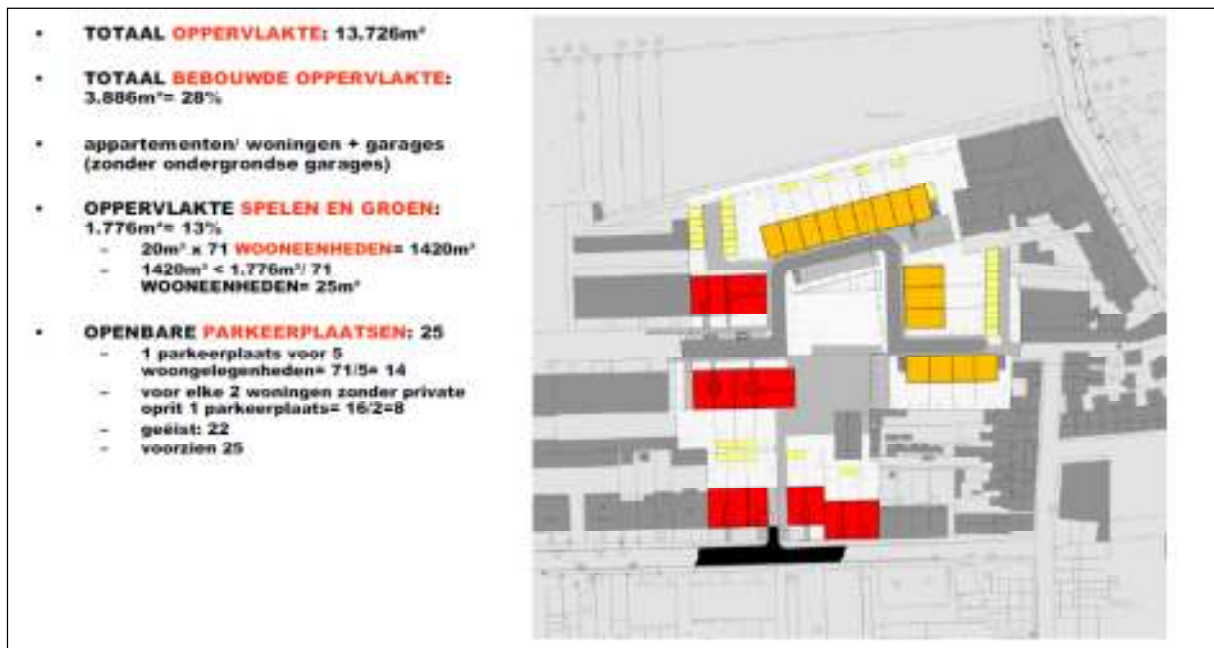 • TOTAAL OPPERVLAKTE: 13.726m²
• TOTAAL BEBOUWDE OPPERVLAKTE:
3.886m²= 28%
• appartementen/ woningen + garages
(zonder ondergrondse garages)
• OPPERVLAKTE SPELEN EN GROEN:
1.776m²= 13%
– 20m² x 71 WOONEENHEDEN= 1420m²
– 1420m² < 1.776m²/ 71
WOONEENHEDEN= 25m²
• OPENBARE PARKEERPLAATSEN: 25
– 1 parkeerplaats voor 5
woongelegenheden= 71/5= 14
– voor elke 2 woningen zonder private
oprit 1 parkeerplaats= 16/2=8
– geëist: 22
– voorzien 25